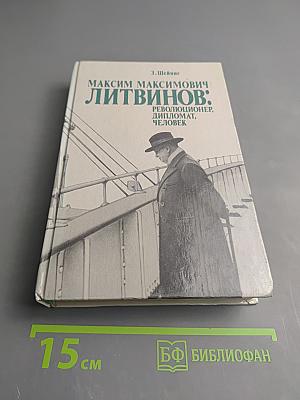 З. Шейнис
МАКСИМ МАКСИМОВИЧ
ЛИТВИНОВ:
РЕВОЛЮЦИОНЕР,
ДИПЛОМАТ,
ЧЕЛОВЕК
15 см
БФ БИБЛИОФАН